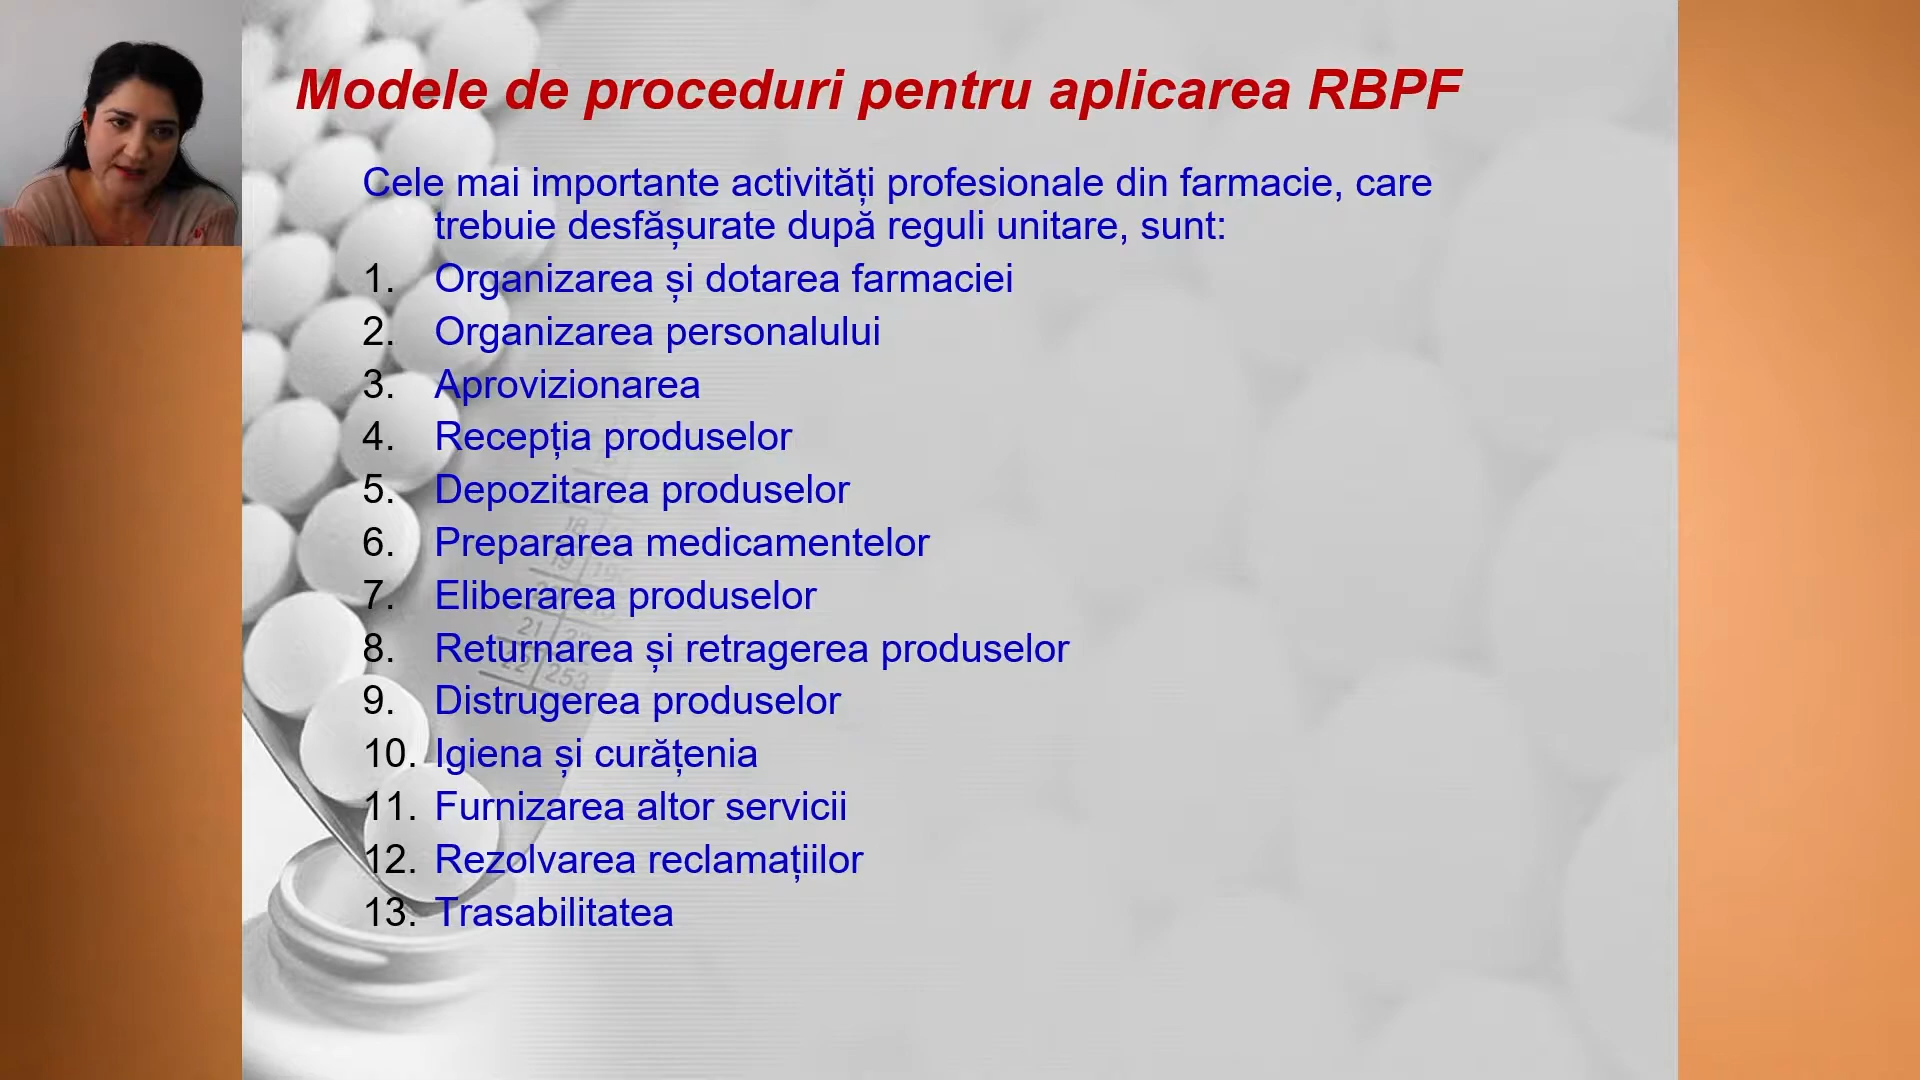 Modele de proceduri pentru aplicarea RBPF
Cele mai importante activități profesionale din farmacie, care
trebuie desfășurate după reguli unitare, sunt:
1. Organizarea și dotarea farmaciei
2. Organizarea personalului
3. Aprovizionarea
4. Recepția produselor
5. Depozitarea produselor
6. Prepararea medicamentelor
7. Eliberarea produselor
8. Returnarea și retragerea produselor
9. Distrugerea produselor
10. Igiena și curățenia
11. Furnizarea altor servicii
12. Rezolvarea reclamațiilor
13. Trasabilitatea